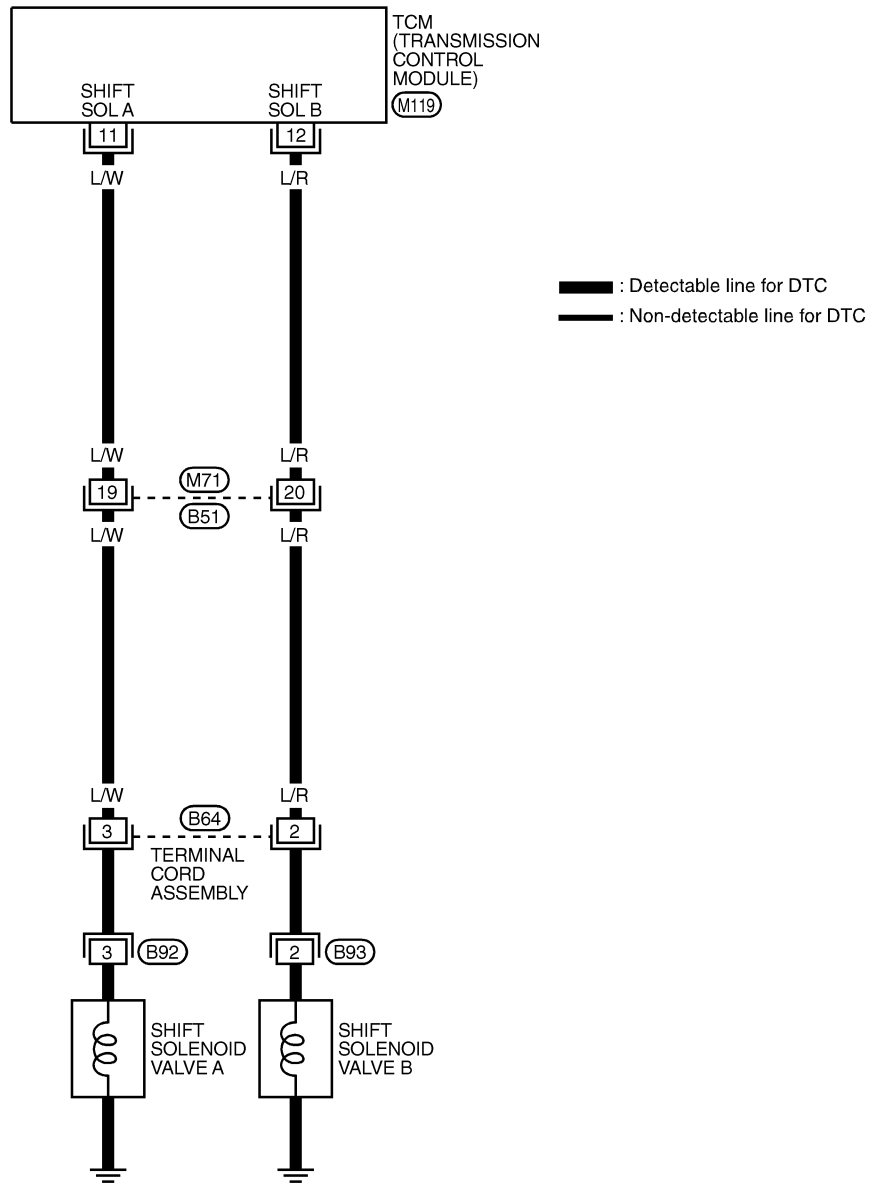 TCM
(TRANSMISSION
CONTROL
MODULE)
M119
SHIFT
SOL A
SHIFT
SOL B
11
12
L/W
L/R
: Detectable line for DTC
: Non-detectable line for DTC
L/W
L/R
M71
19
20
B51
L/W
L/R
L/W
L/R
B64
3
2
TERMINAL
CORD
ASSEMBLY
3
B92
2
B93
SHIFT
SOLENOID
VALVE A
SHIFT
SOLENOID
VALVE B